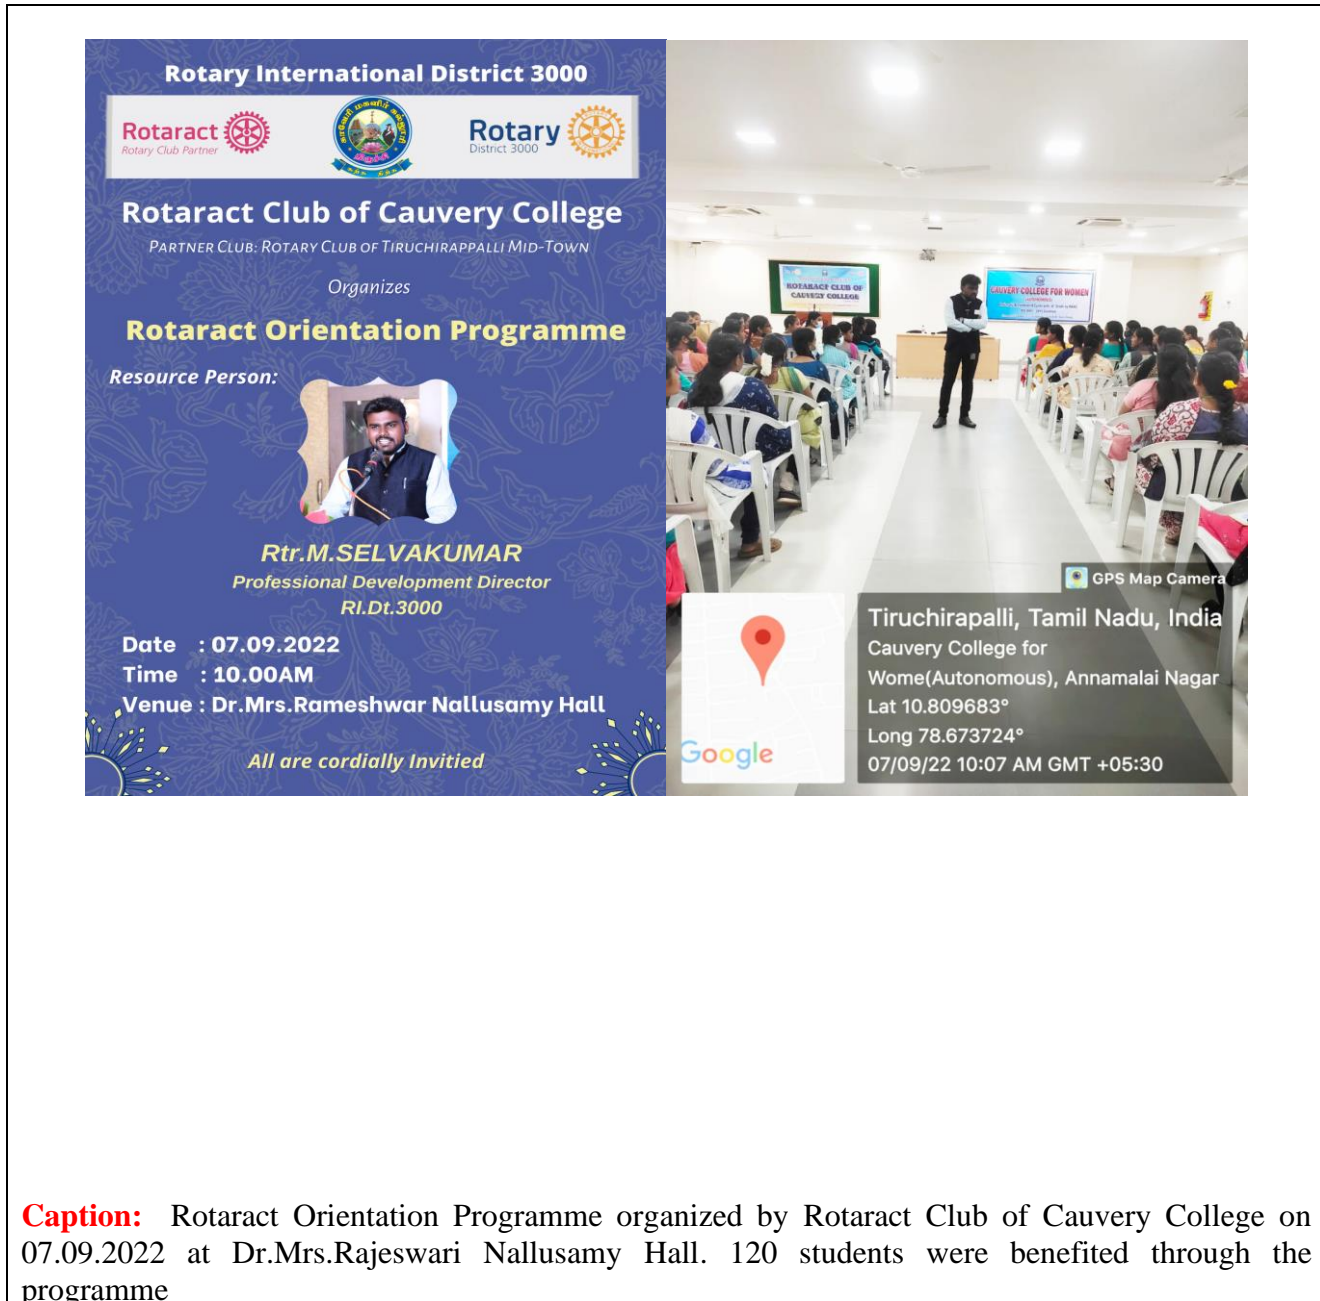 Rotary International District 3000
Rotaract
Rotary Club Partner
Rotary
District 3000
Rotaract Club of Cauvery College
PARTNER CLUB: ROTARY CLUB OF TIRUCHIRAPPALLI MID-TOWN
Organizes
Rotaract Orientation Programme
Resource Person:
Rtr.M.SELVAKUMAR
Professional Development Director
RI.Dt.3000
Date : 07.09.2022
Time : 10.00AM
Venue : Dr.Mrs.Rameshwar Nallusamy Hall
All are cordially Invitied
ROTARACT CLUB OF
CAUVERY COLLEGE
CAUVERY COLLEGE FOR WOMEN
GPS Map Camera
Google
Tiruchirapalli, Tamil Nadu, India
Cauvery College for
Wome(Autonomous), Annamalai Nagar
Lat 10.809683°
Long 78.673724°
07/09/22 10:07 AM GMT +05:30
Caption: Rotaract Orientation Programme organized by Rotaract Club of Cauvery College on
07.09.2022 at Dr.Mrs.Rajeswari Nallusamy Hall. 120 students were benefited through the
programme